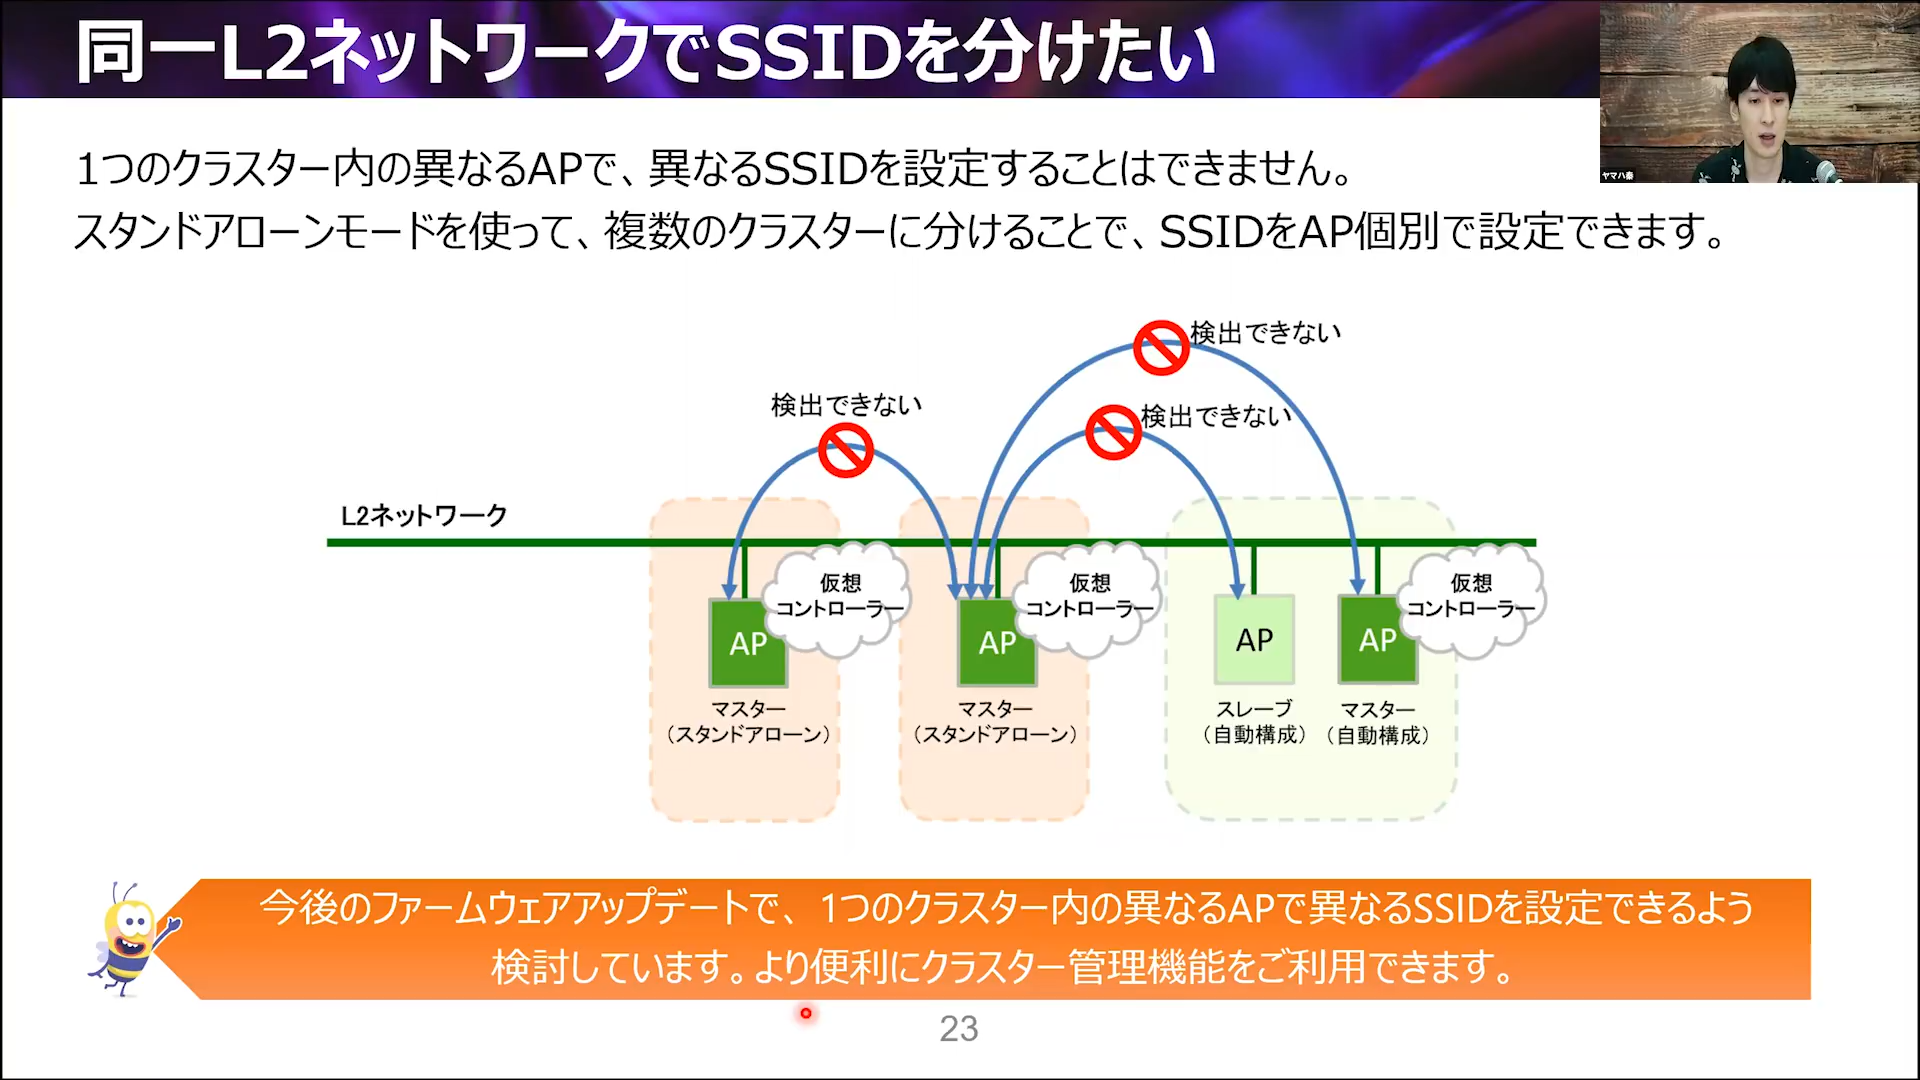 同一L2ネットワークでSSIDを分けたい
ヤマハ秦
1つのクラスター内の異なるAPで、異なるSSIDを設定することはできません。
スタンドアローンモードを使って、複数のクラスターに分けることで、SSIDをAP個別で設定できます。
検出できない
検出できない
検出できない
L2ネットワーク
仮想
コントローラー
仮想
コントローラー
仮想
コントローラー
AP
AP
AP
AP
マスター
（スタンドアローン）
マスター
（スタンドアローン）
スレーブ
（自動構成）
マスター
（自動構成）
今後のファームウェアアップデートで、1つのクラスター内の異なるAPで異なるSSIDを設定できるよう
検討しています。より便利にクラスター管理機能をご利用できます。
23